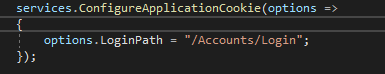 services.ConfigureApplicationCookie(options =>
{
    options.LoginPath = "/Accounts/Login";
});